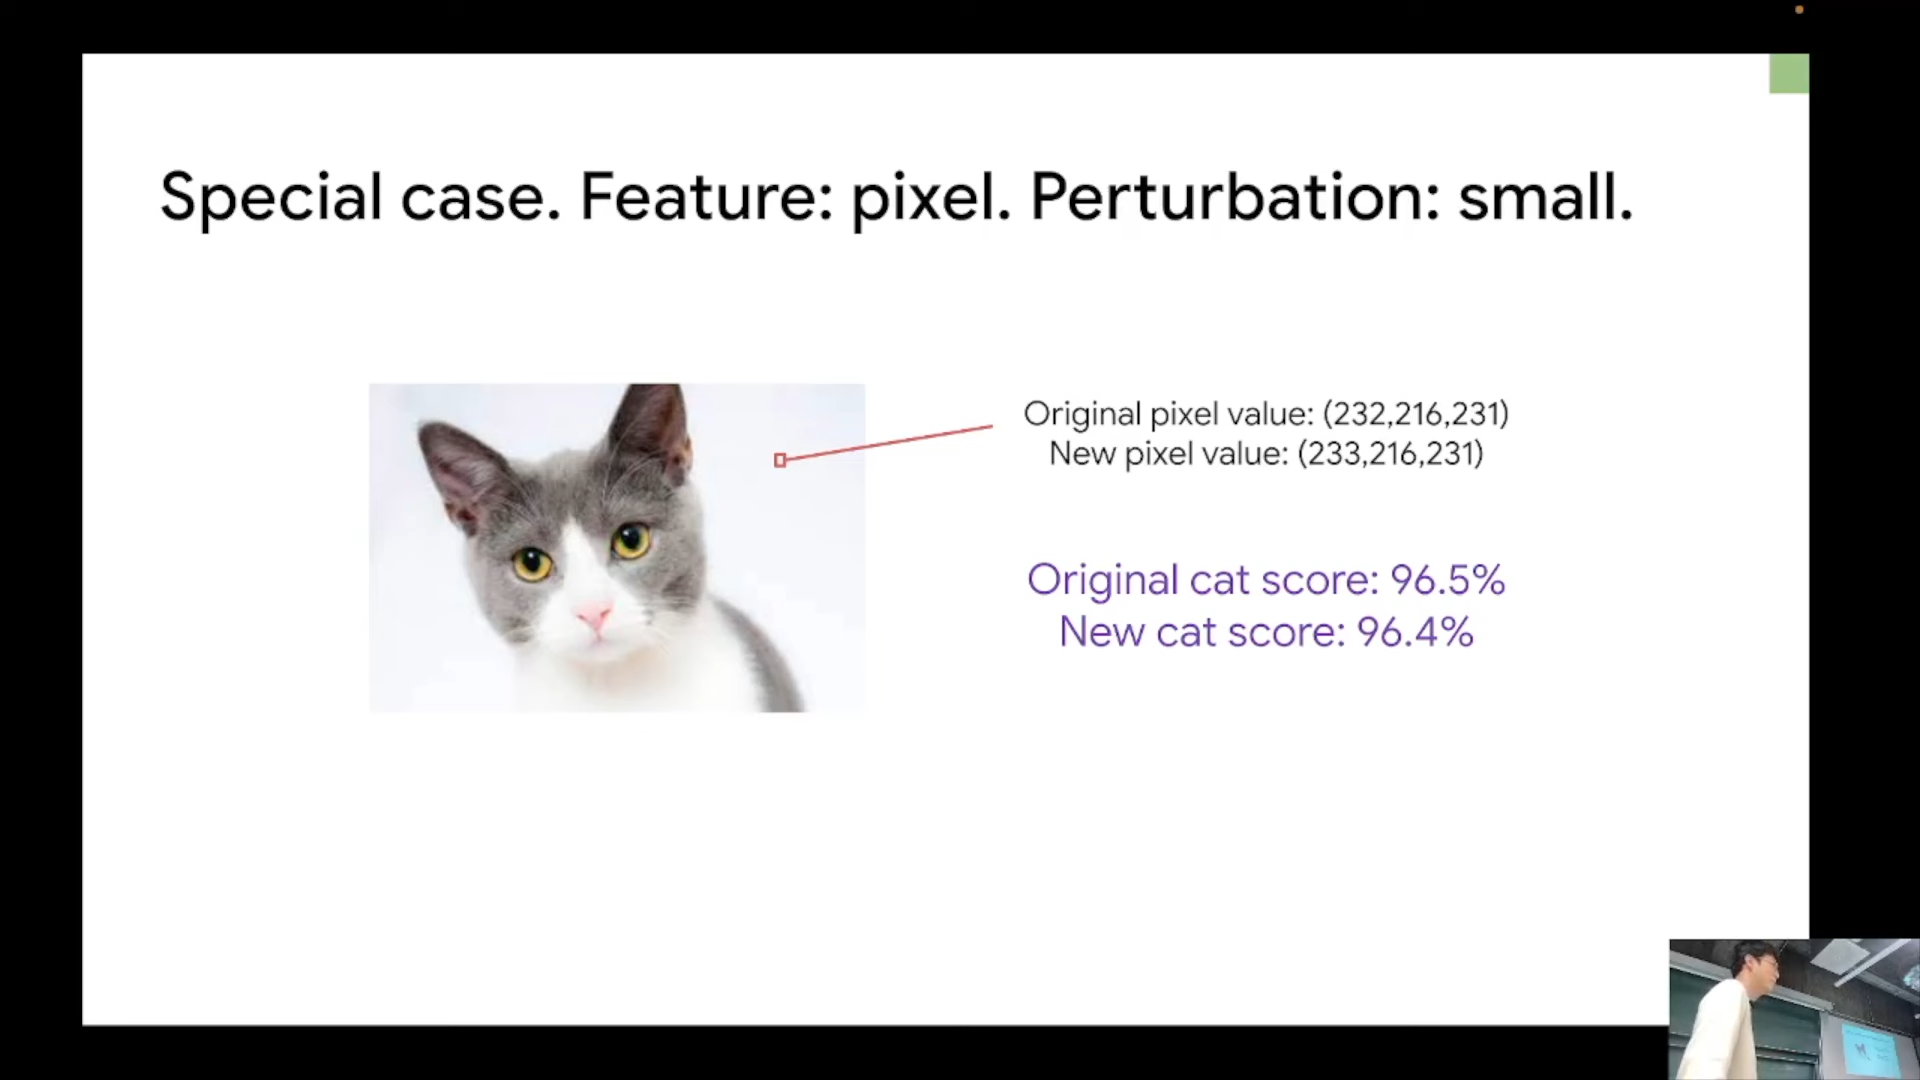 Special case. Feature: pixel. Perturbation: small.
Original pixel value: (232,216,231)
New pixel value: (233,216,231)
Original cat score: 96.5%
New cat score: 96.4%